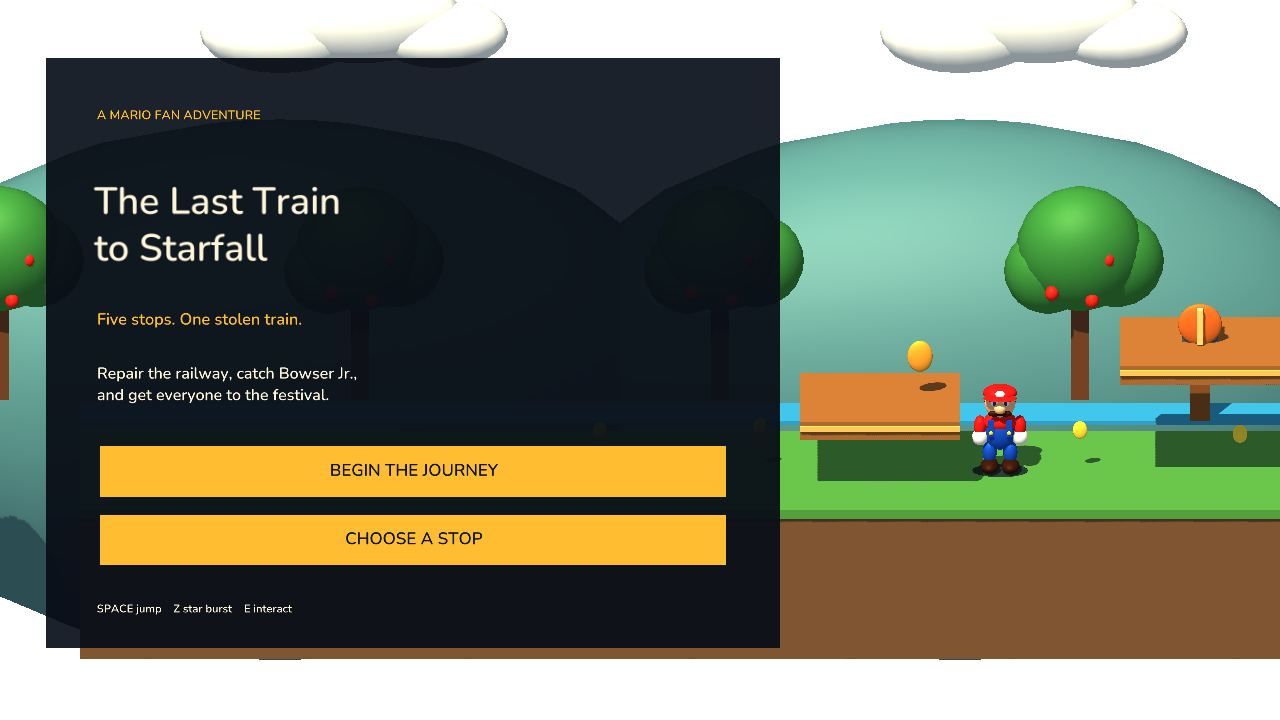 A MARIO FAN ADVENTURE
The Last Train
to Starfall
Five stops. One stolen train.
Repair the railway, catch Bowser Jr.,
and get everyone to the festival.
BEGIN THE JOURNEY
CHOOSE A STOP
SPACE jump Z star burst E interact